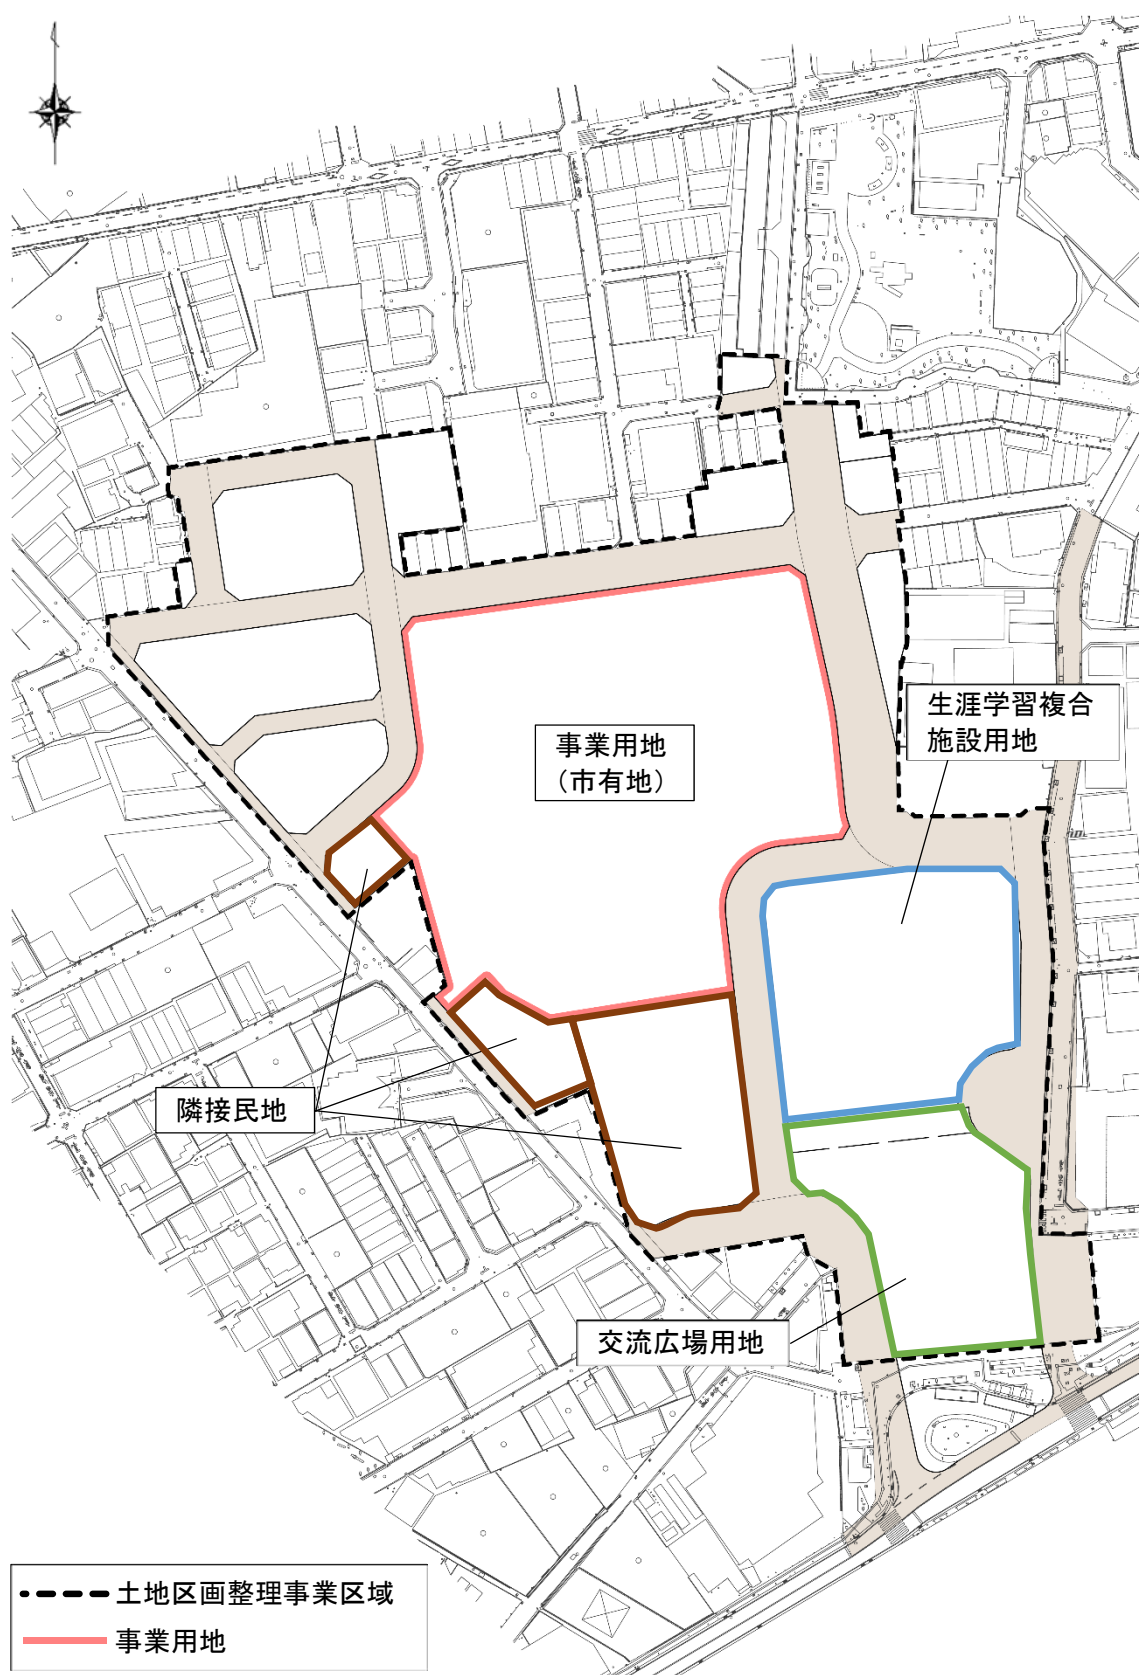 生涯学習複合
施設用地
事業用地
（市有地）
隣接民地
交流広場用地
土地区画整理事業区域
事業用地